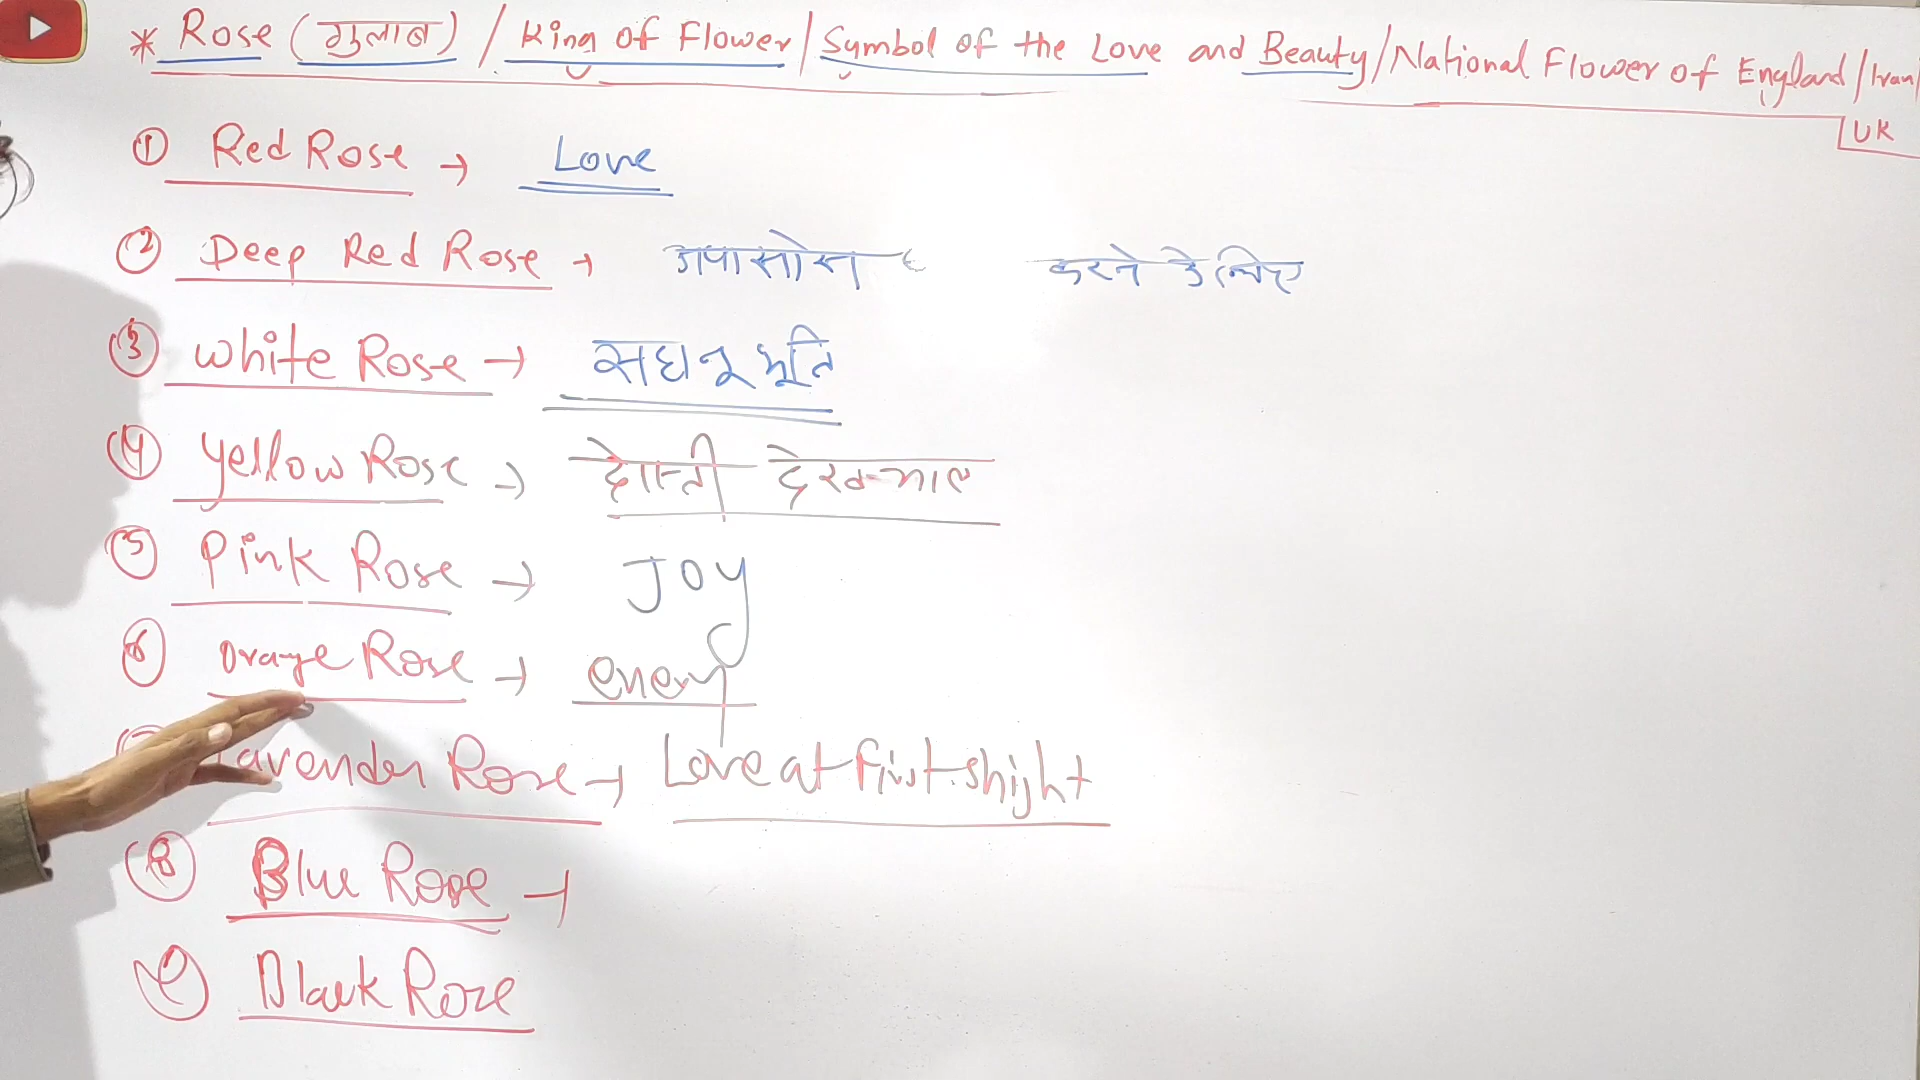 * Rose (गुलाब) / King of Flower / Symbol of the Love and Beauty / National Flower of England / Iran /
UK
① Red Rose → Love
② Deep Red Rose → करने के लिए
③ White Rose → सहानूभूति
④ Yellow Rose → देखभाल
⑤ Pink Rose → Joy
⑥ Orange Rose → energy
Lavender Rose → Love at First Shight
⑧ Blue Rose →
⑨ Black Rose